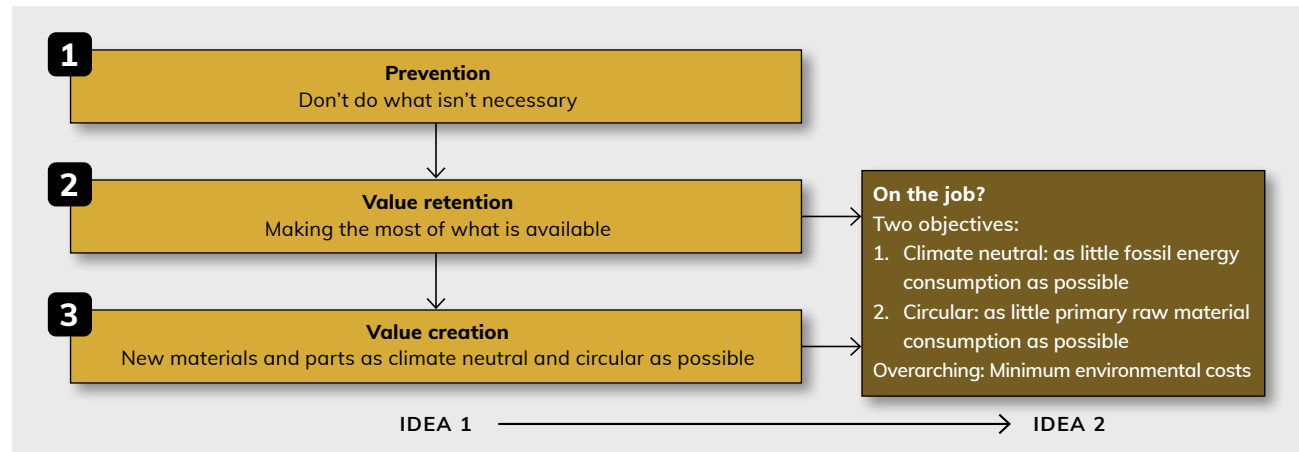 1
Prevention
Don’t do what isn’t necessary
2
Value retention
Making the most of what is available
3
Value creation
New materials and parts as climate neutral and circular as possible
On the job?
Two objectives:
1. Climate neutral: as little fossil energy
consumption as possible
2. Circular: as little primary raw material
consumption as possible
Overarching: Minimum environmental costs
IDEA 1
IDEA 2